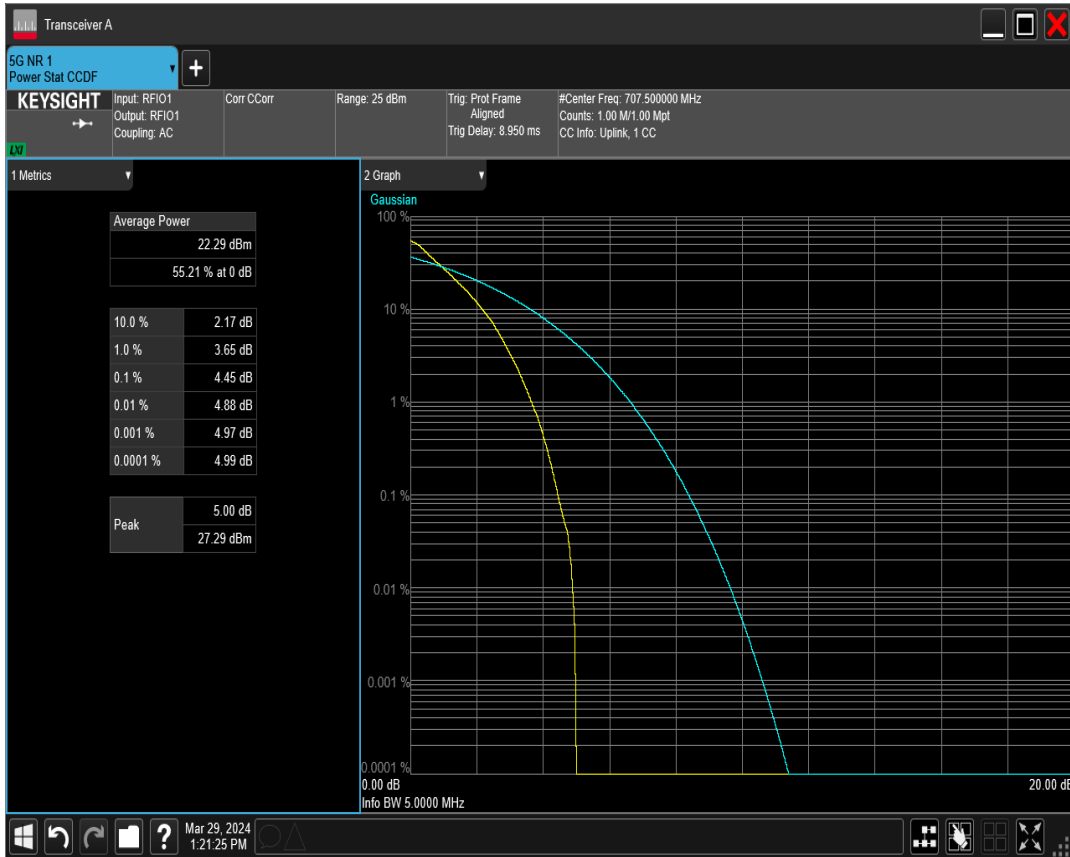 Transceiver A
5G NR 1
Power Stat CCDF
KEYSIGHT
LXI
Input: RFIO1
Output: RFIO1
Coupling: AC
Corr CCorr
Range: 25 dBm
Trig: Prot Frame
Aligned
Trig Delay: 8.950 ms
#Center Freq: 707.500000 MHz
Counts: 1.00 M/1.00 Mpt
CC Info: Uplink, 1 CC
1 Metrics
Average Power
22.29 dBm
55.21 % at 0 dB
10.0 % 2.17 dB
1.0 % 3.65 dB
0.1 % 4.45 dB
0.01 % 4.88 dB
0.001 % 4.97 dB
0.0001 % 4.99 dB
Peak
5.00 dB
27.29 dBm
2 Graph
Gaussian
100 %
10 %
1 %
0.1 %
0.01 %
0.001 %
0.0001 %
0.00 dB 20.00 dB
Info BW 5.0000 MHz
?
Mar 29, 2024
1:21:25 PM